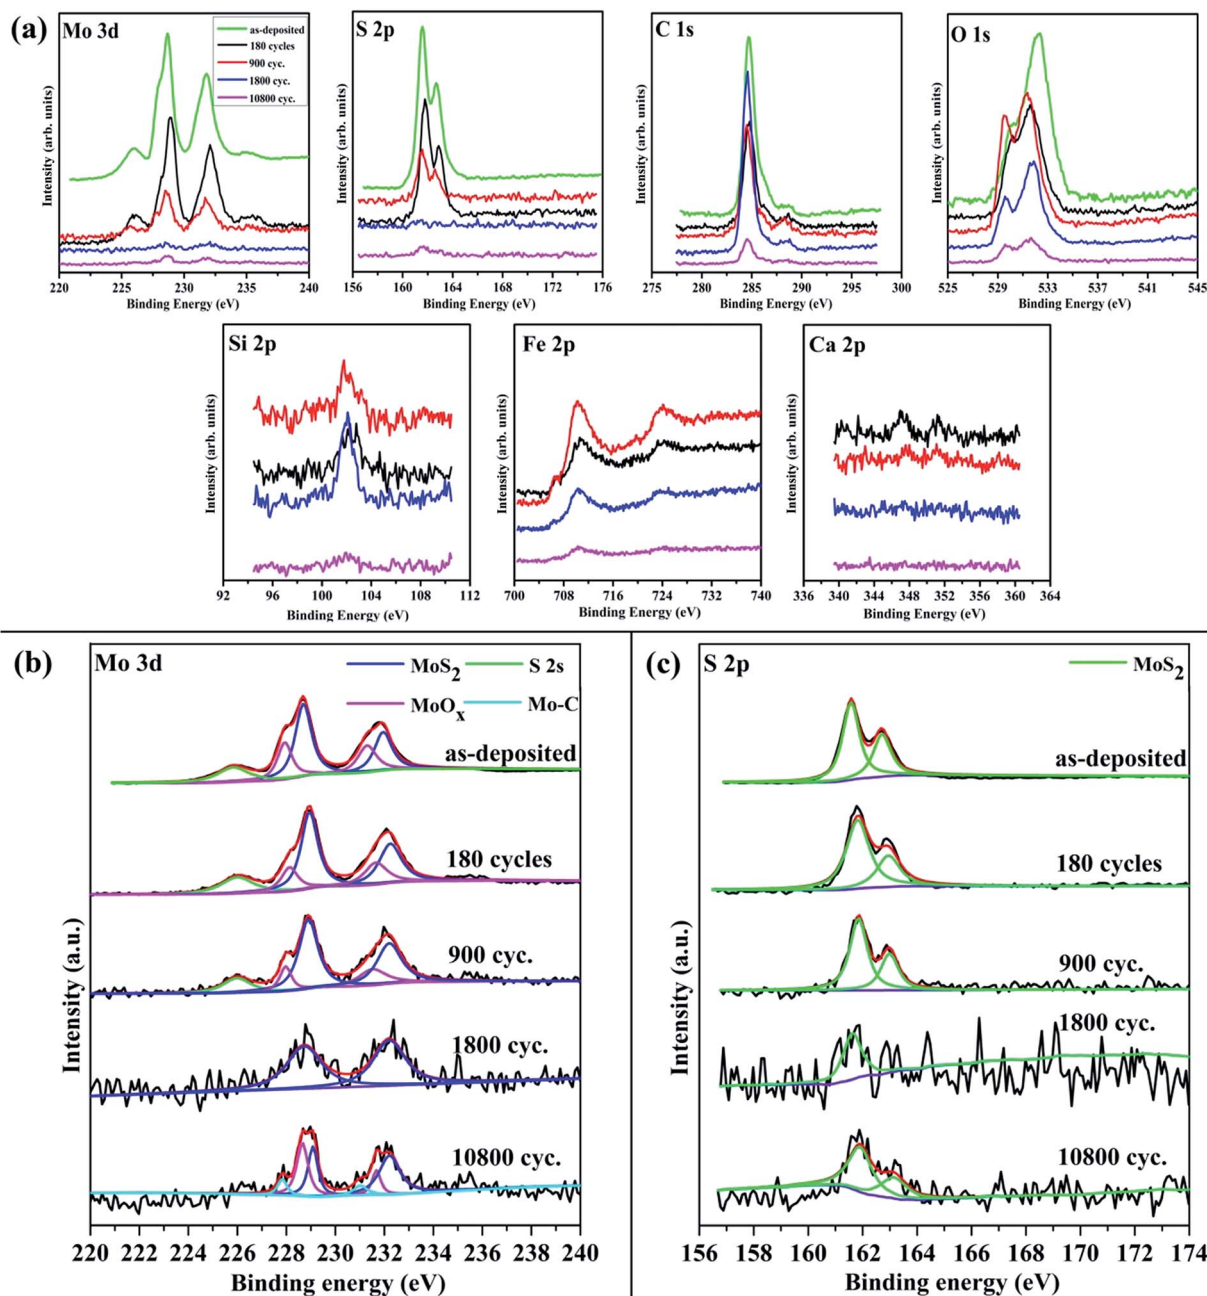 (a)
Mo 3d
as-deposited
180 cycles
900 cyc.
1800 cyc.
10800 cyc.
Intensity (arb. units)
220 225 230 235 240
Binding Energy (eV)
S 2p
Intensity (arb. units)
156 160 164 168 172 176
Binding Energy (eV)
C 1s
Intensity (arb. units)
275 280 285 290 295 300
Binding Energy (eV)
O 1s
Intensity (arb. units)
525 529 533 537 541 545
Binding Energy (eV)
Si 2p
Intensity (arb. units)
92 96 100 104 108 112
Binding Energy (eV)
Fe 2p
Intensity (arb. units)
700 708 716 724 732 740
Binding Energy (eV)
Ca 2p
Intensity (arb. units)
336 340 344 348 352 356 360 364
Binding Energy (eV)
(b)
Mo 3d
MoS2
S 2s
MoOx
Mo-C
as-deposited
180 cycles
900 cyc.
1800 cyc.
10800 cyc.
Intensity (a.u.)
220 222 224 226 228 230 232 234 236 238 240
Binding energy (eV)
(c)
S 2p
MoS2
as-deposited
180 cycles
900 cyc.
1800 cyc.
10800 cyc.
Intensity (a.u.)
156 158 160 162 164 166 168 170 172 174
Binding energy (eV)